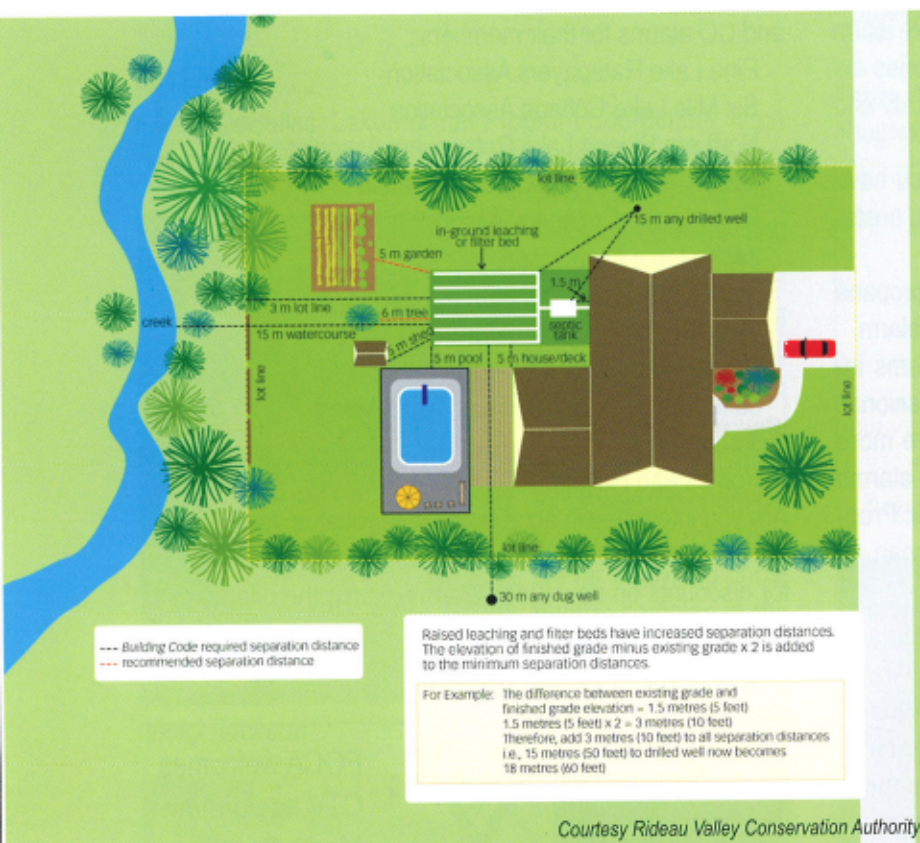 lot line
in-ground leaching
or filter bed
15 m any drilled well
5 m garden
1.5 m
3 m lot line
6 m tree
creek
15 m watercourse
5 m shed
septic
tank
5 m pool
5 m house/deck
lot line
lot line
lot line
30 m any dug well
--- Building Code required separation distance
--- recommended separation distance
Raised leaching and filter beds have increased separation distances.
The elevation of finished grade minus existing grade x 2 is added
to the minimum separation distances.
For Example: The difference between existing grade and
finished grade elevation = 1.5 metres (5 feet)
1.5 metres (5 feet) x 2 = 3 metres (10 feet)
Therefore, add 3 metres (10 feet) to all separation distances
i.e., 15 metres (50 feet) to drilled well now becomes
18 metres (60 feet)
Courtesy Rideau Valley Conservation Authority